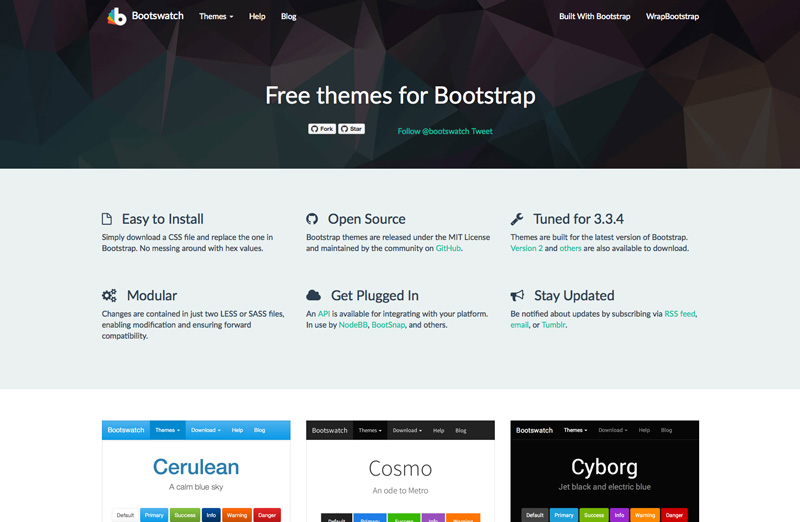 Bootswatch Themes Help Blog Built With Bootstrap WrapBootstrap
Free themes for Bootstrap
Fork Star Follow @bootswatch Tweet
Easy to Install
Simply download a CSS file and replace the one in
Bootstrap. No messing around with hex values.
Open Source
Bootstrap themes are released under the MIT License
and maintained by the community on GitHub.
Tuned for 3.3.4
Themes are built for the latest version of Bootstrap.
Version 2 and others are also available to download.
Modular
Changes are contained in just two LESS or SASS files,
enabling modification and ensuring forward
compatibility.
Get Plugged In
An API is available for integrating with your platform.
In use by NodeBB, BootSnap, and others.
Stay Updated
Be notified about updates by subscribing via RSS feed,
email, or Tumblr.
Bootswatch Themes Download Help Blog
Cerulean
A calm blue sky
Default Primary Success Info Warning Danger
Bootswatch Themes Download Help Blog
Cosmo
An ode to Metro
Default Primary Success Info Warning
Bootswatch Themes Download Help Blog
Cyborg
Jet black and electric blue
Default Primary Success Info Warning Danger